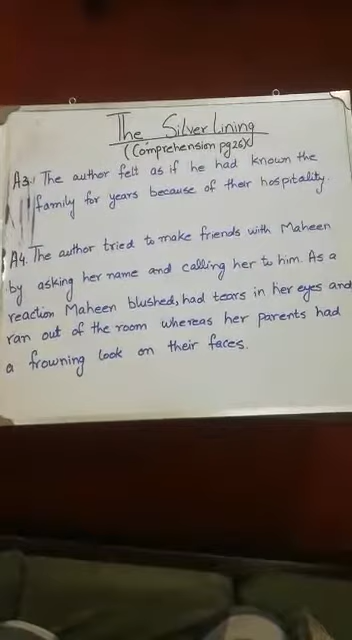 The Silver Lining
(Comprehension pg26)
A3. The author felt as if he had known the
family for years because of their hospitality.
A4. The author tried to make friends with Maheen
by asking her name and calling her to him. As a
reaction Maheen blushed, had tears in her eyes and
ran out of the room whereas her parents had
a frowning look on their faces.